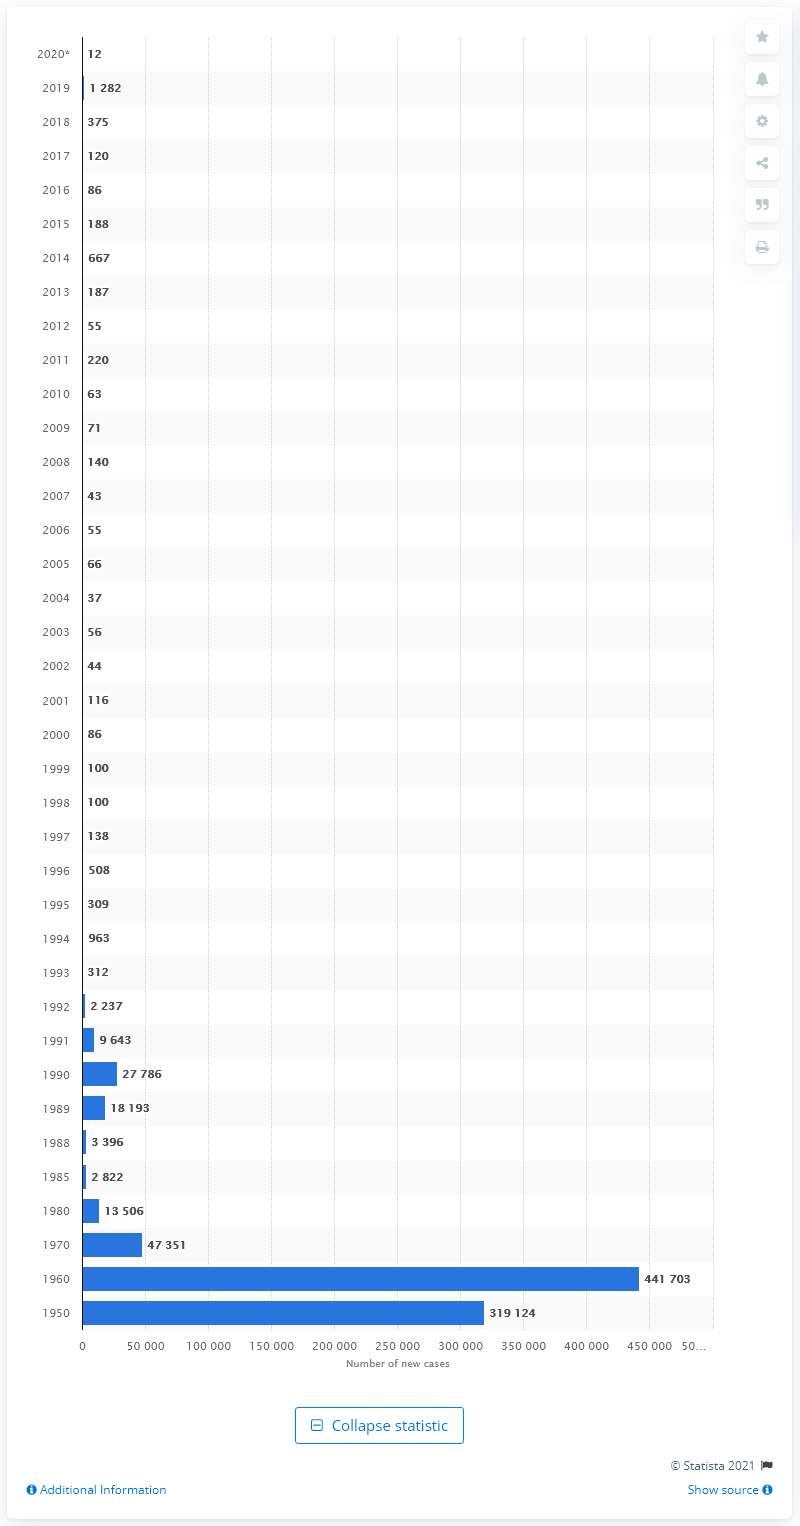 2020* 12
2019 1 282
2018 375
2017 120
2016 86
2015 188
2014 667
2013 187
2012 55
2011 220
2010 63
2009 71
2008 140
2007 43
2006 55
2005 66
2004 37
2003 56
2002 44
2001 116
2000 86
1999 100
1998 100
1997 138
1996 508
1995 309
1994 963
1993 312
1992 2 237
1991 9 643
1990 27 786
1989 18 193
1988 3 396
1985 2 822
1980 13 506
1970 47 351
1960 441 703
1950 319 124
0 50 000 100 000 150 000 200 000 250 000 300 000 350 000 400 000 450 000 50…
Number of new cases
Collapse statistic
© Statista 2021
Additional Information Show source